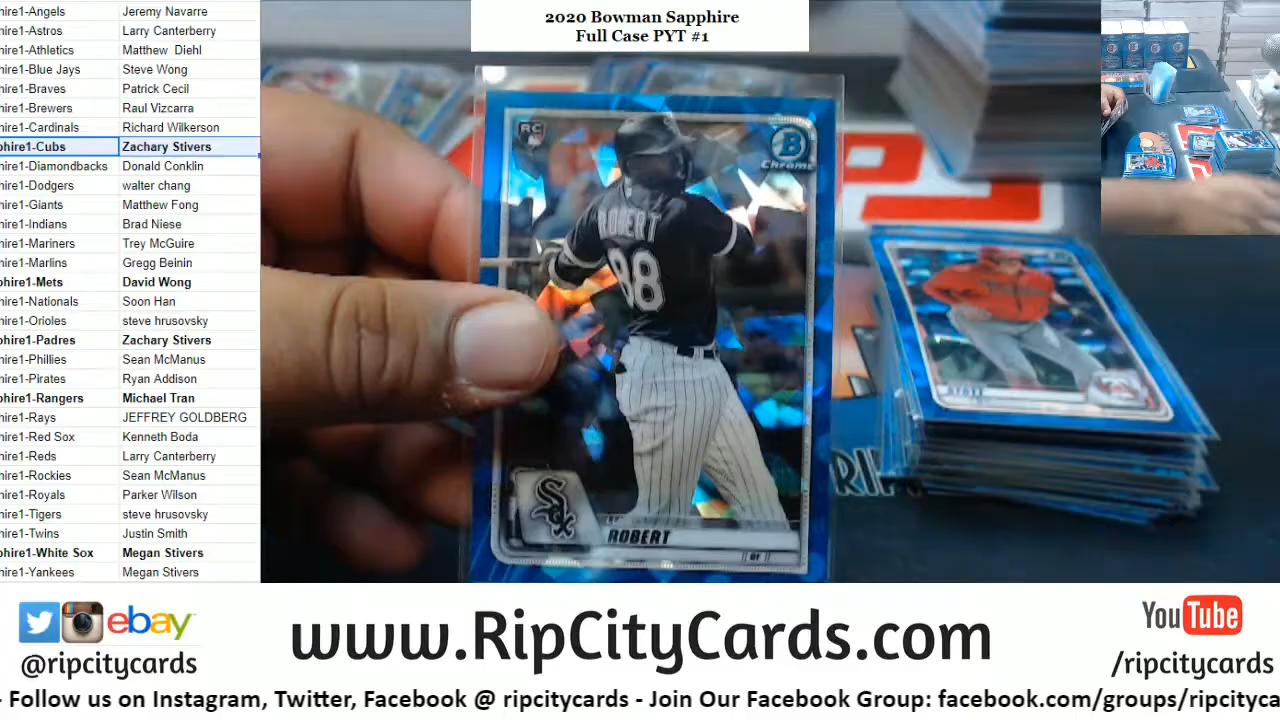 2020 Bowman Sapphire
Full Case PYT #1
hire1-Angels Jeremy Navarre
hire1-Astros Larry Canterberry
hire1-Athletics Matthew Diehl
hire1-Blue Jays Steve Wong
hire1-Braves Patrick Cecil
hire1-Brewers Raul Vizcarra
hire1-Cardinals Richard Wilkerson
phire1-Cubs Zachary Stivers
hire1-Diamondbacks Donald Conklin
hire1-Dodgers walter chang
hire1-Giants Matthew Fong
hire1-Indians Brad Niese
hire1-Mariners Trey McGuire
hire1-Marlins Gregg Beinin
phire1-Mets David Wong
hire1-Nationals Soon Han
hire1-Orioles steve hrusovsky
phire1-Padres Zachary Stivers
hire1-Phillies Sean McManus
hire1-Pirates Ryan Addison
phire1-Rangers Michael Tran
hire1-Rays JEFFREY GOLDBERG
hire1-Red Sox Kenneth Boda
hire1-Reds Larry Canterberry
hire1-Rockies Sean McManus
hire1-Royals Parker Wilson
hire1-Tigers steve hrusovsky
hire1-Twins Justin Smith
phire1-White Sox Megan Stivers
hire1-Yankees Megan Stivers
RC
B
Chrome
ROBERT
88
Sox
ROBERT
OF
RIP
ebay
@ripcitycards
www.RipCityCards.com
YouTube
/ripcitycards
- Follow us on Instagram, Twitter, Facebook @ ripcitycards - Join Our Facebook Group: facebook.com/groups/ripcityca